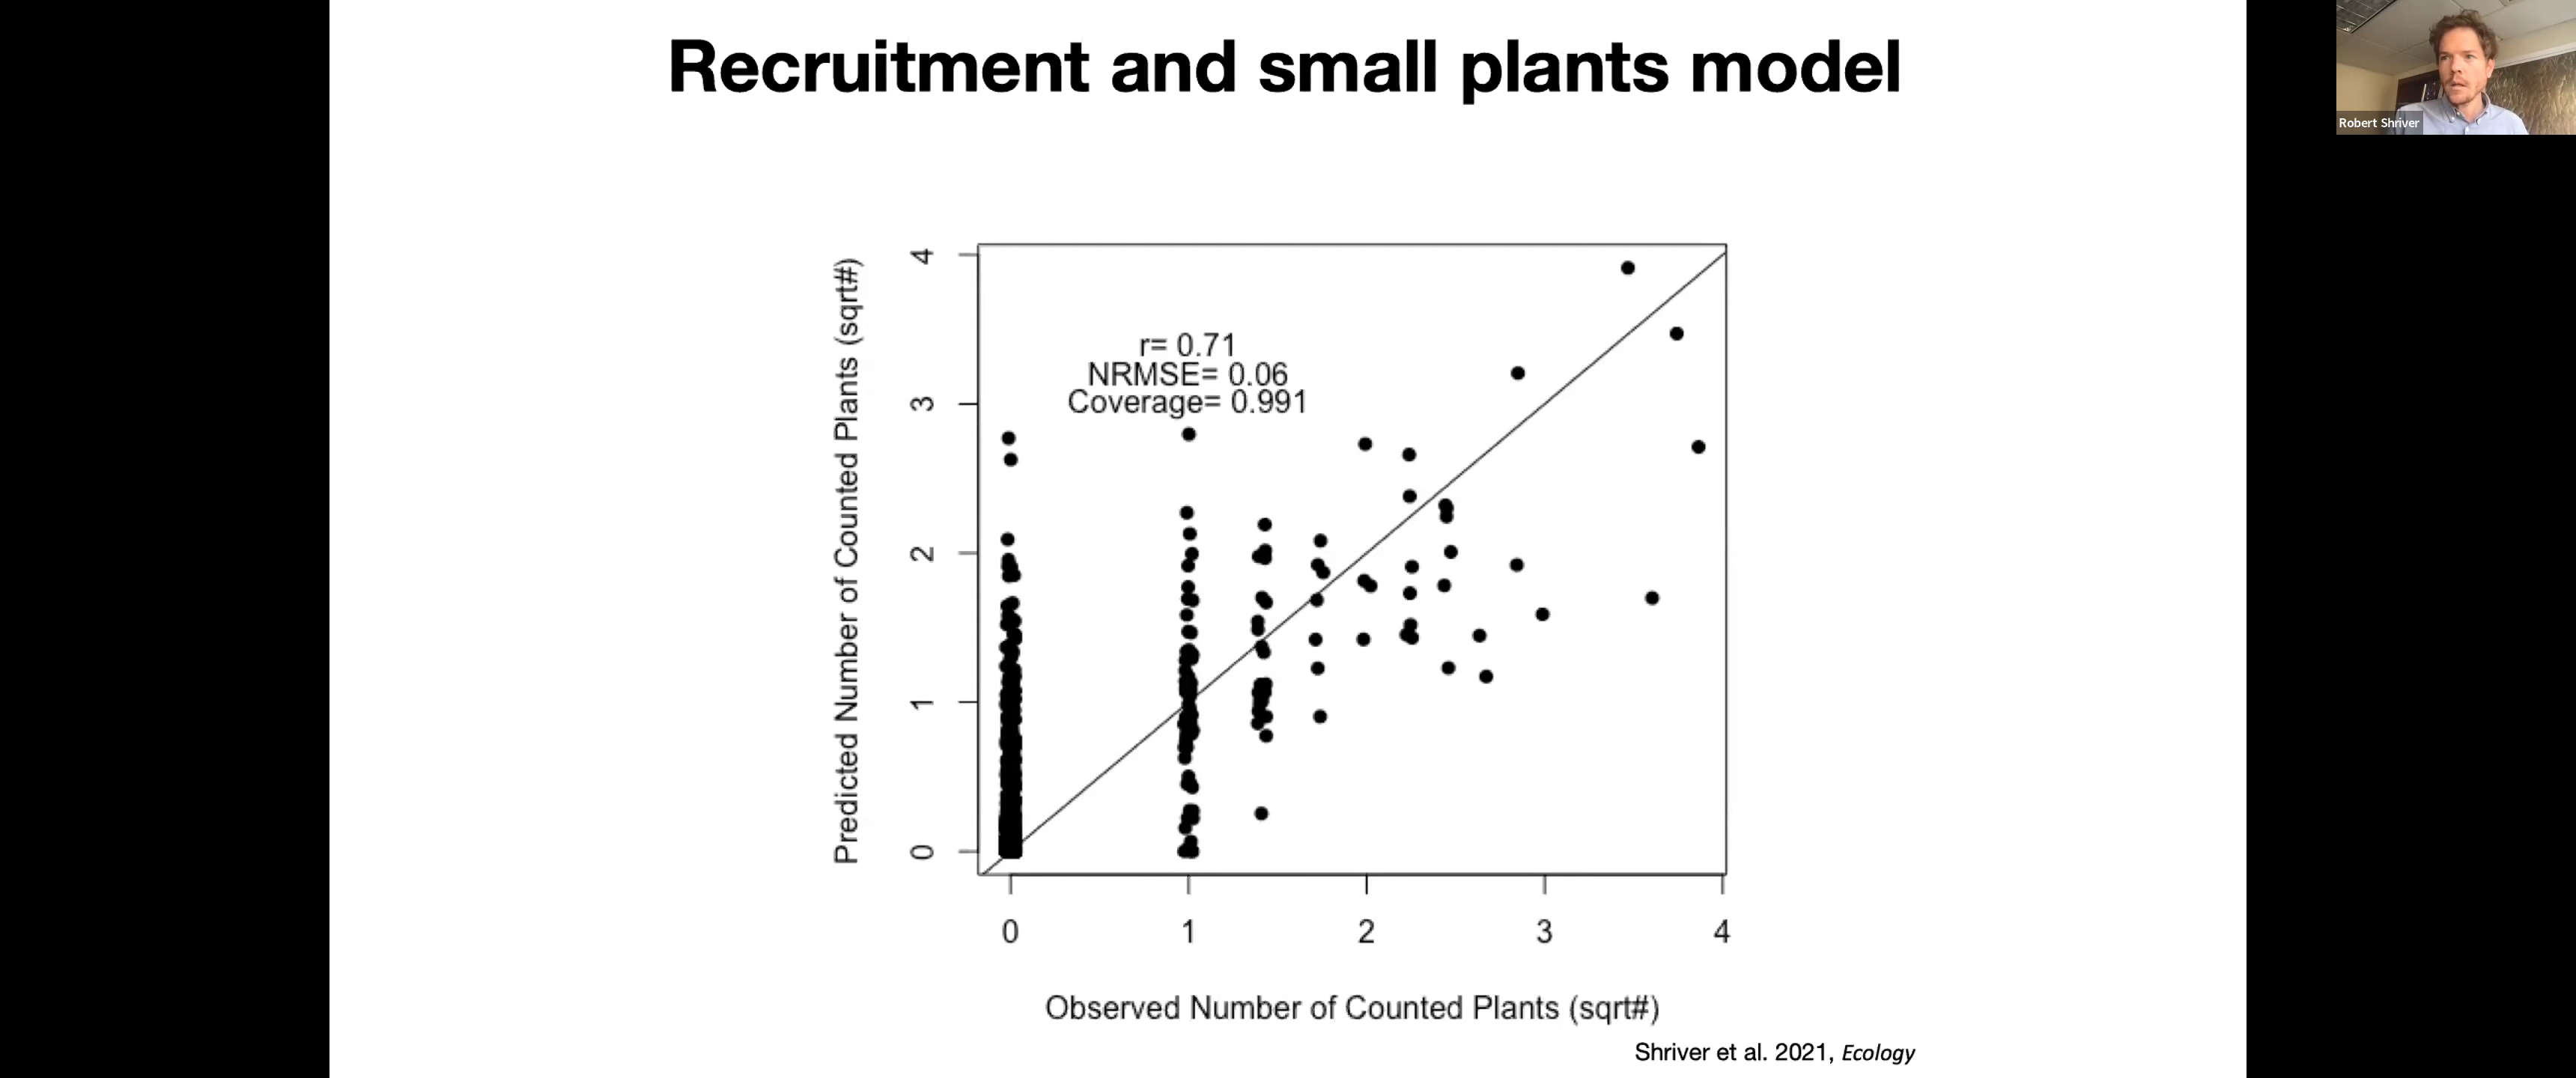 Recruitment and small plants model
Robert Shriver
Predicted Number of Counted Plants (sqrt#)
4
3
2
1
0
r= 0.71
NRMSE= 0.06
Coverage= 0.991
0 1 2 3 4
Observed Number of Counted Plants (sqrt#)
Shriver et al. 2021, Ecology